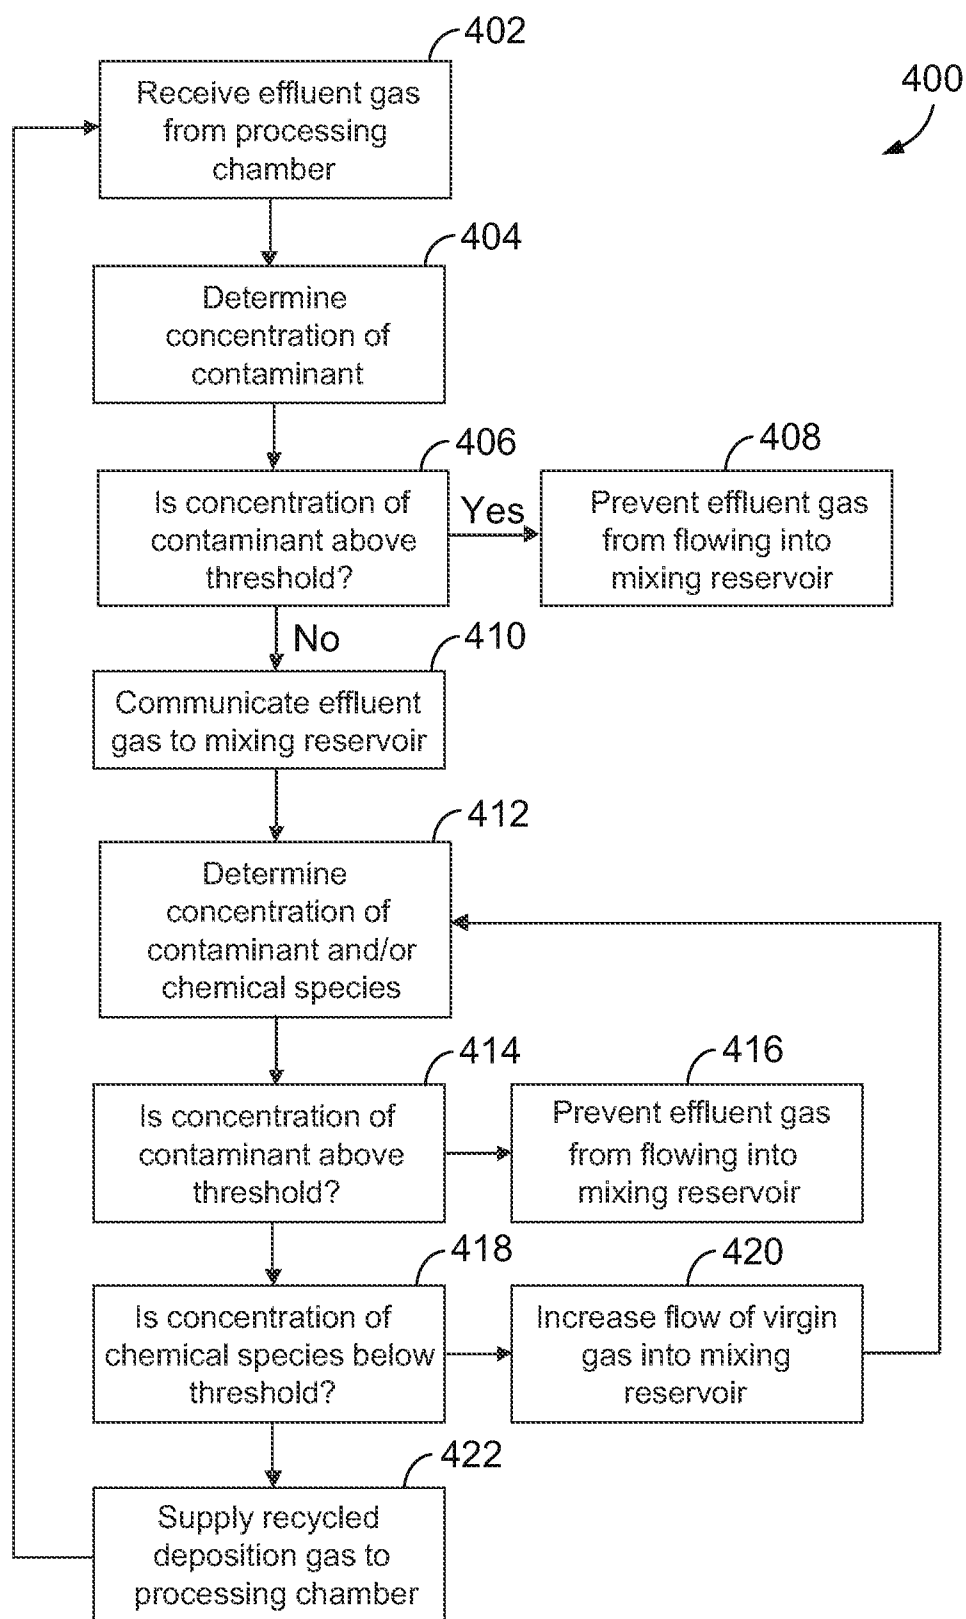 402
400
Receive effluent gas
from processing
chamber
404
Determine
concentration of
contaminant
406
408
Is concentration of
contaminant above
threshold?
Yes
Prevent effluent gas
from flowing into
mixing reservoir
No
410
Communicate effluent
gas to mixing reservoir
412
Determine
concentration of
contaminant and/or
chemical species
414
416
Is concentration of
contaminant above
threshold?
Prevent effluent gas
from flowing into
mixing reservoir
418
420
Is concentration of
chemical species below
threshold?
Increase flow of virgin
gas into mixing
reservoir
422
Supply recycled
deposition gas to
processing chamber